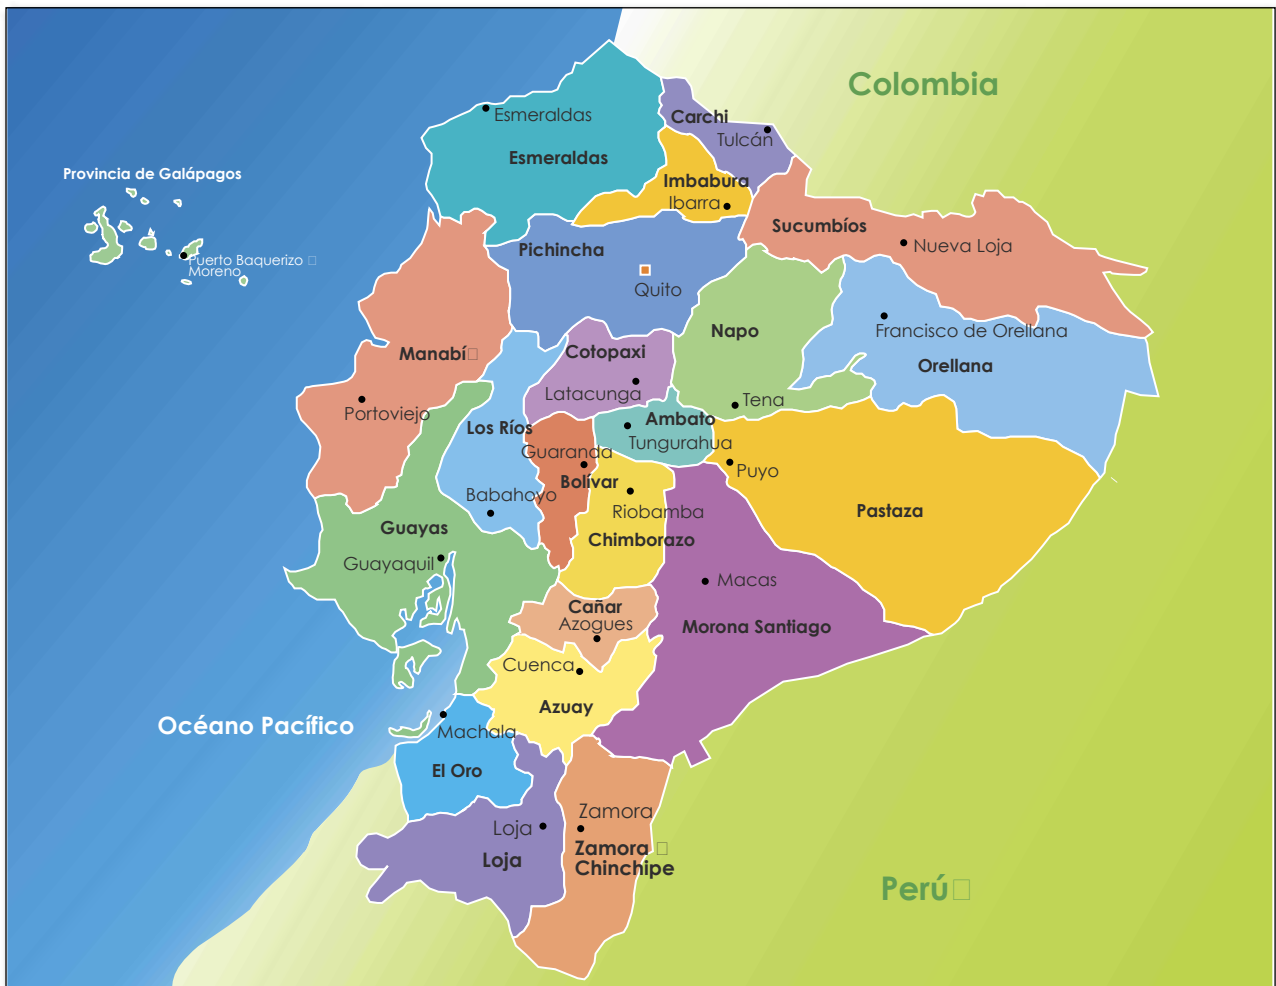 Colombia
Carchi
Tulcán
Esmeraldas
Esmeraldas
Imbabura
Ibarra
Provincia de Galápagos
Puerto Baquerizo
Moreno
Sucumbíos
Nueva Loja
Pichincha
Quito
Napo
Francisco de Orellana
Orellana
Manabí
Cotopaxi
Latacunga
Tena
Portoviejo
Los Ríos
Ambato
Tungurahua
Guaranda
Bolívar
Puyo
Babahoyo
Riobamba
Pastaza
Guayas
Chimborazo
Guayaquil
Macas
Cañar
Azogues
Morona Santiago
Cuenca
Azuay
Océano Pacífico
Machala
El Oro
Zamora
Loja
Loja
Zamora
Chinchipe
Perú